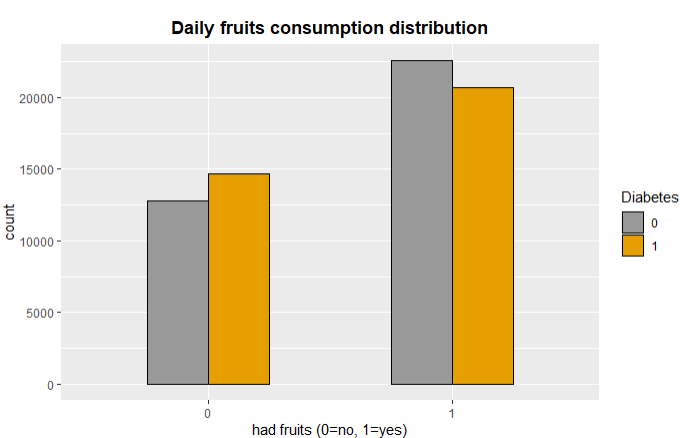 Daily fruits consumption distribution
count
20000
15000
10000
5000
0
0
1
had fruits (0=no, 1=yes)
Diabetes
0
1